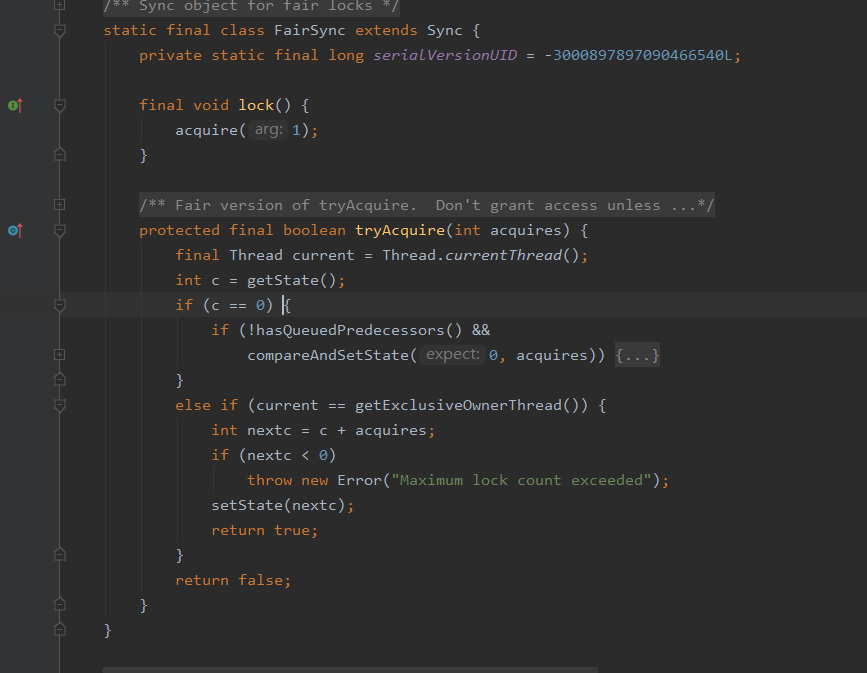 /** Sync object for fair locks */
static final class FairSync extends Sync {
    private static final long serialVersionUID = -3000897897090466540L;

    final void lock() {
        acquire( arg: 1);
    }

    /** Fair version of tryAcquire.  Don't grant access unless ...*/
    protected final boolean tryAcquire(int acquires) {
        final Thread current = Thread.currentThread();
        int c = getState();
        if (c == 0) {
            if (!hasQueuedPredecessors() &&
                compareAndSetState( expect: 0, acquires)) {...}
        }
        else if (current == getExclusiveOwnerThread()) {
            int nextc = c + acquires;
            if (nextc < 0)
                throw new Error("Maximum lock count exceeded");
            setState(nextc);
            return true;
        }
        return false;
    }
}